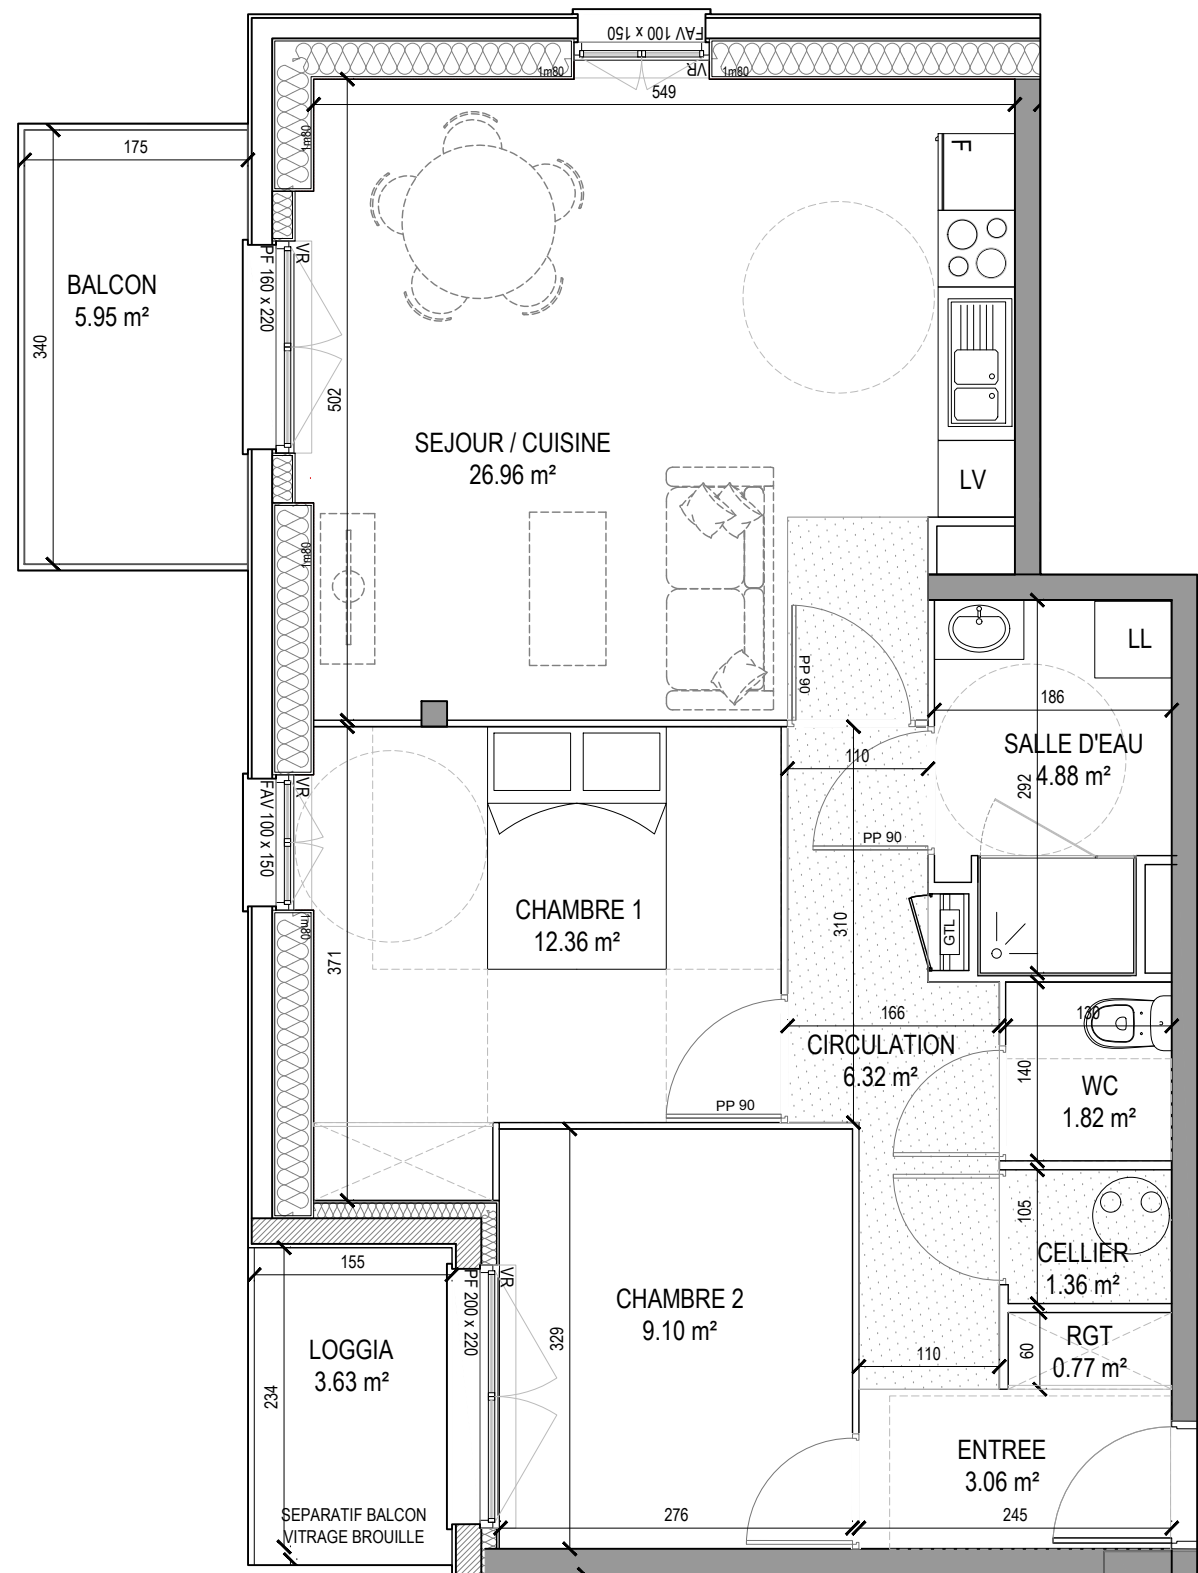 FAV 100 x 150
VR
1m80
1m80
549
175
1m80
F
BALCON
5.95 m²
PF 160 x 220
VR
340
502
SEJOUR / CUISINE
26.96 m²
LV
1m80
LL
PP 90
186
SALLE D'EAU
4.88 m²
110
292
FAV 100 x 150
VR
PP 90
CHAMBRE 1
12.36 m²
1m80
371
310
GTL
166
130
CIRCULATION
6.32 m²
140
WC
1.82 m²
PP 90
105
CELLIER
1.36 m²
155
PF 200 x 220
VR
CHAMBRE 2
9.10 m²
329
LOGGIA
3.63 m²
234
110
60
RGT
0.77 m²
ENTREE
3.06 m²
SEPARATIF BALCON
VITRAGE BROUILLE
276
245